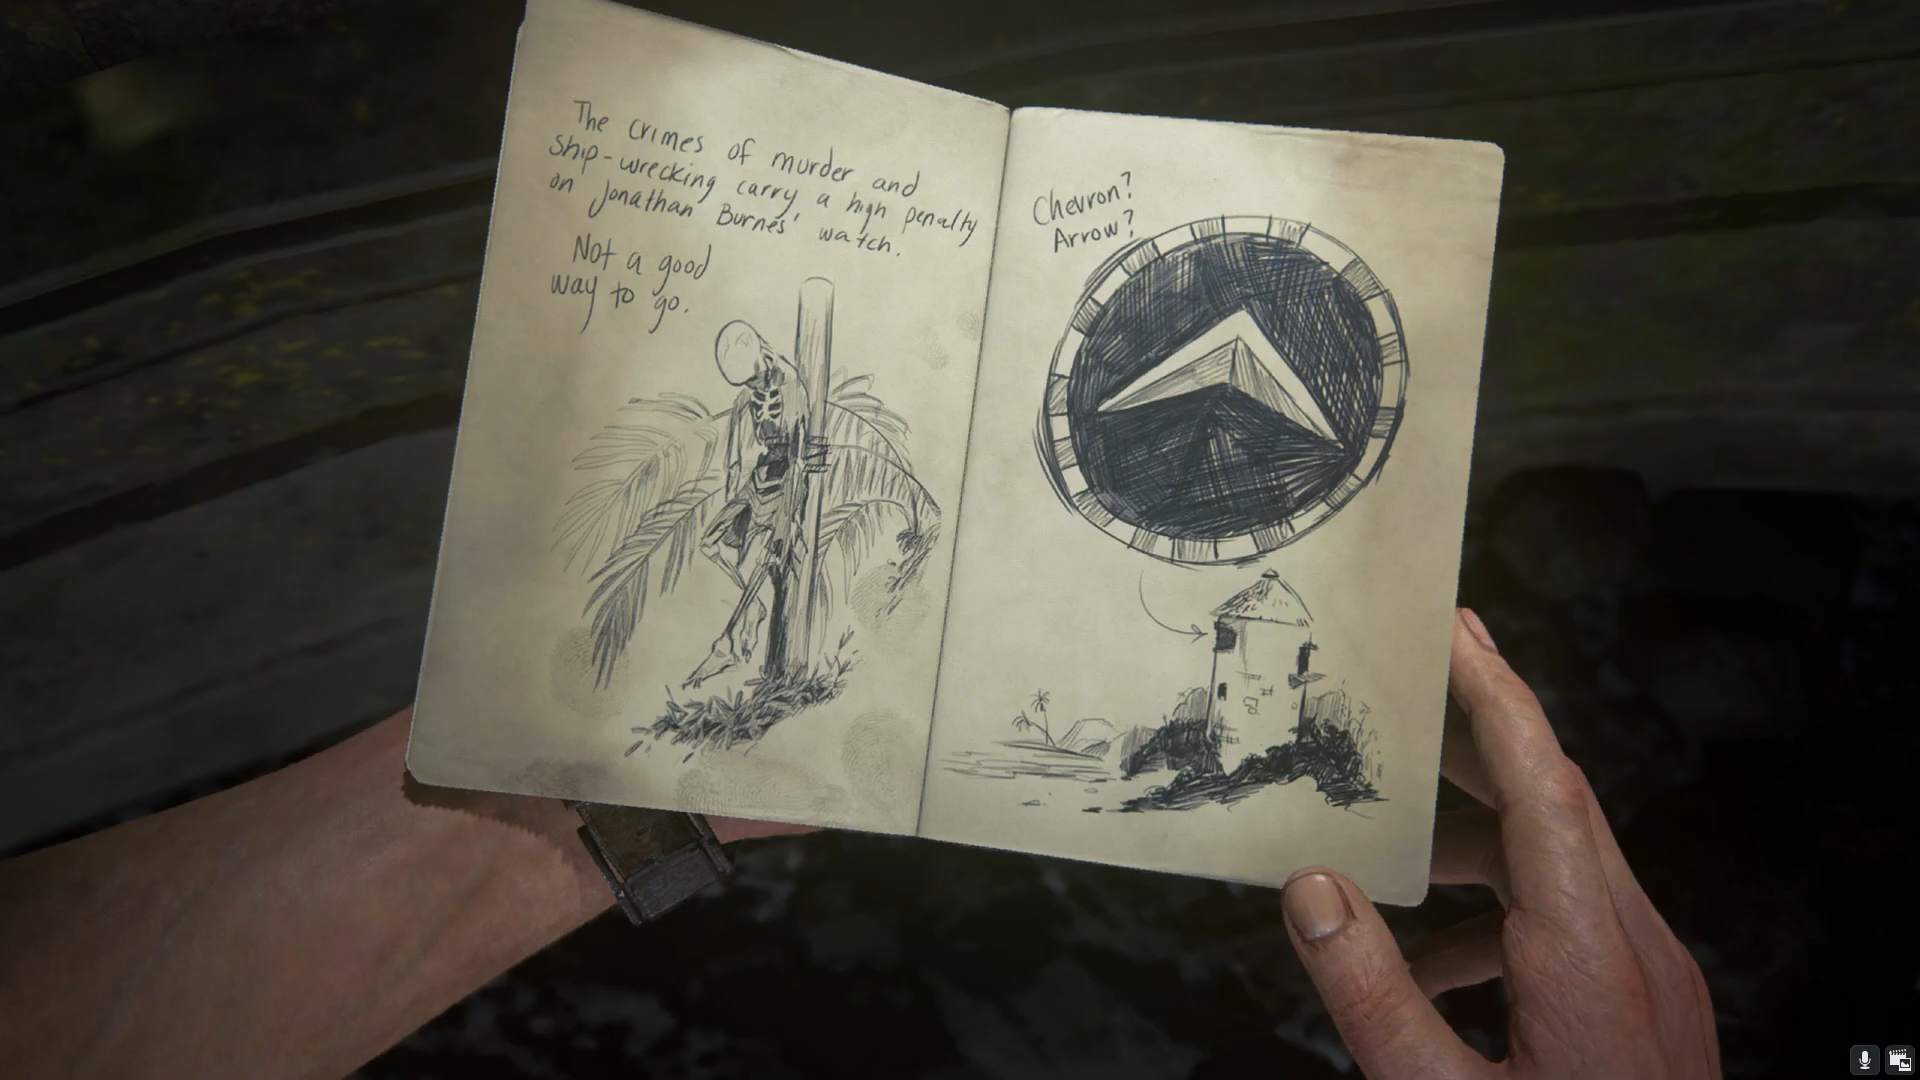 The crimes of murder and
ship-wrecking carry a high penalty
on Jonathan Burnes' watch.
Not a good
way to go.
Chevron?
Arrow?